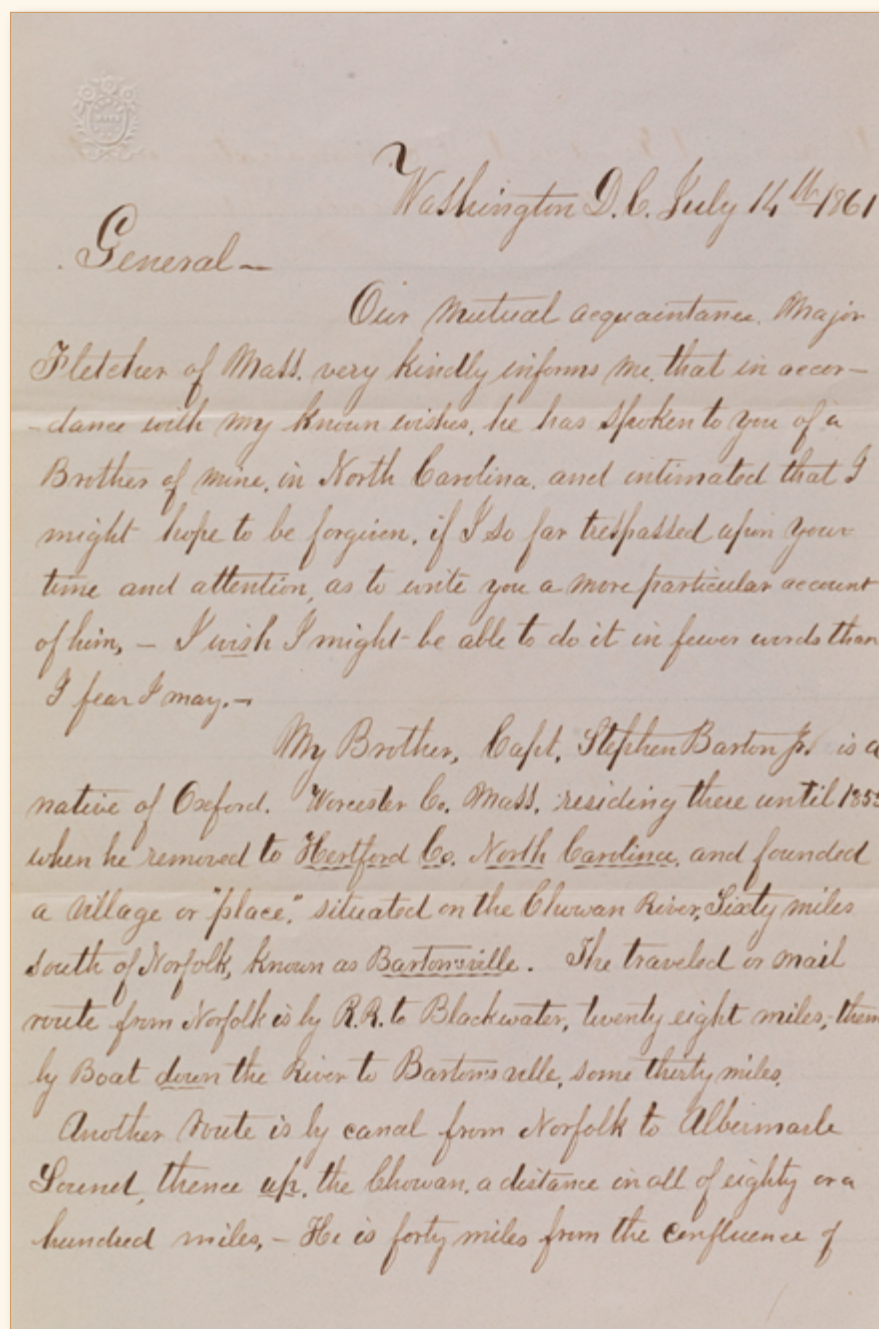 Washington D.C. July 14th 1861
General—
Our mutual acquaintance, Major
Fletcher of Mass. very kindly informs me, that in accor-
-dance with my known wishes, he has spoken to you of a
Brother of mine, in North Carolina, and intimated that I
might hope to be forgiven, if I so far trespassed upon your
time and attention, as to write you a more particular account
of him, — I wish I might be able to do it in fewer words than
I fear I may.—
My Brother, Capt. Stephen Barton Jr. is a
native of Oxford. Worcester Co. Mass. residing there until
when he removed to Hertford Co. North Carolina, and founded
a village or "place," situated on the Chowan River, Sixty miles
south of Norfolk, known as Bartonsville. The traveled or mail
route from Norfolk is by R.R. to Blackwater, twenty eight miles,
by Boat down the River to Bartonsville, some thirty miles.
Another route is by canal from Norfolk to Albermarle
Sound, thence up, the Chowan, a distance in all of eighty or a
hundred miles, — He is forty miles from the confluence of